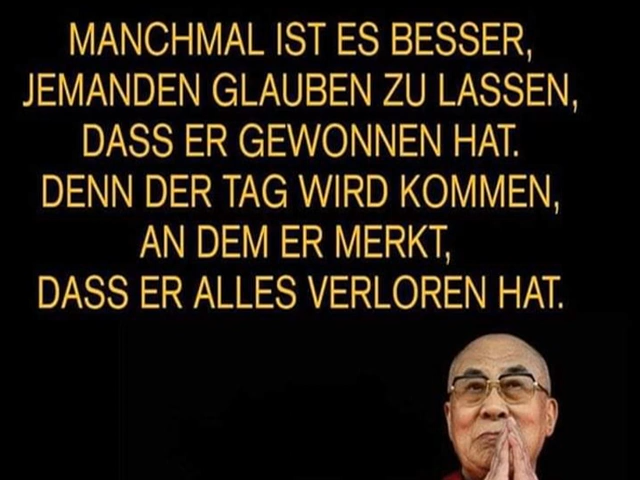 MANCHMAL IST ES BESSER,
JEMANDEN GLAUBEN ZU LASSEN,
DASS ER GEWONNEN HAT.
DENN DER TAG WIRD KOMMEN,
AN DEM ER MERKT,
DASS ER ALLES VERLOREN HAT.